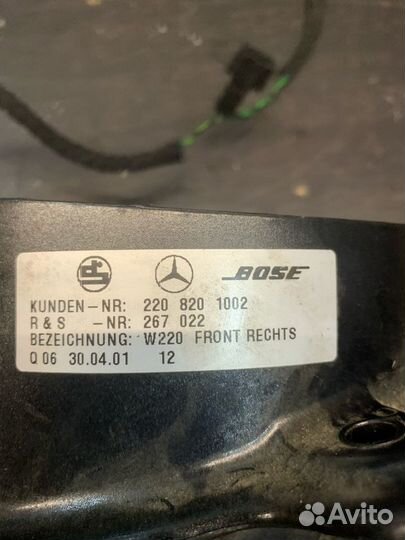 BOSE
KUNDEN-NR: 220 820 1002
R & S -NR: 267 022
BEZEICHNUNG: W220 FRONT RECHTS
Q 06 30.04.01 12
Avito